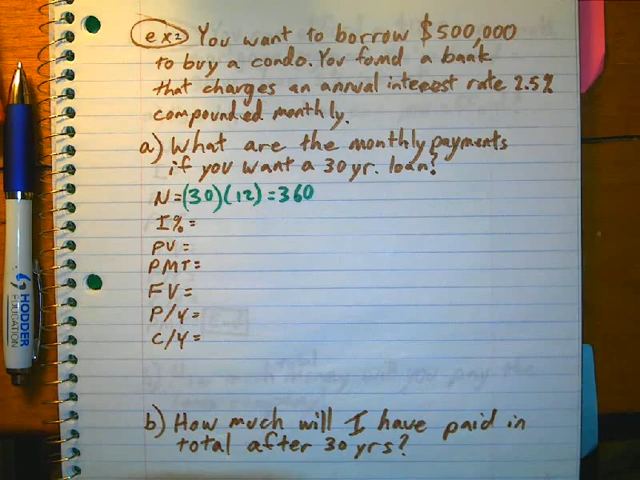 ex2 You want to borrow $500,000
to buy a condo. You found a bank
that charges an annual interest rate 2.5%
compounded monthly.
a) What are the monthly payments
if you want a 30 yr. loan?
N=(30)(12)=360
I%=
PV=
PMT=
FV=
P/Y=
C/Y=
b) How much will I have paid in
total after 30 yrs?
HODDER
EDUCATION